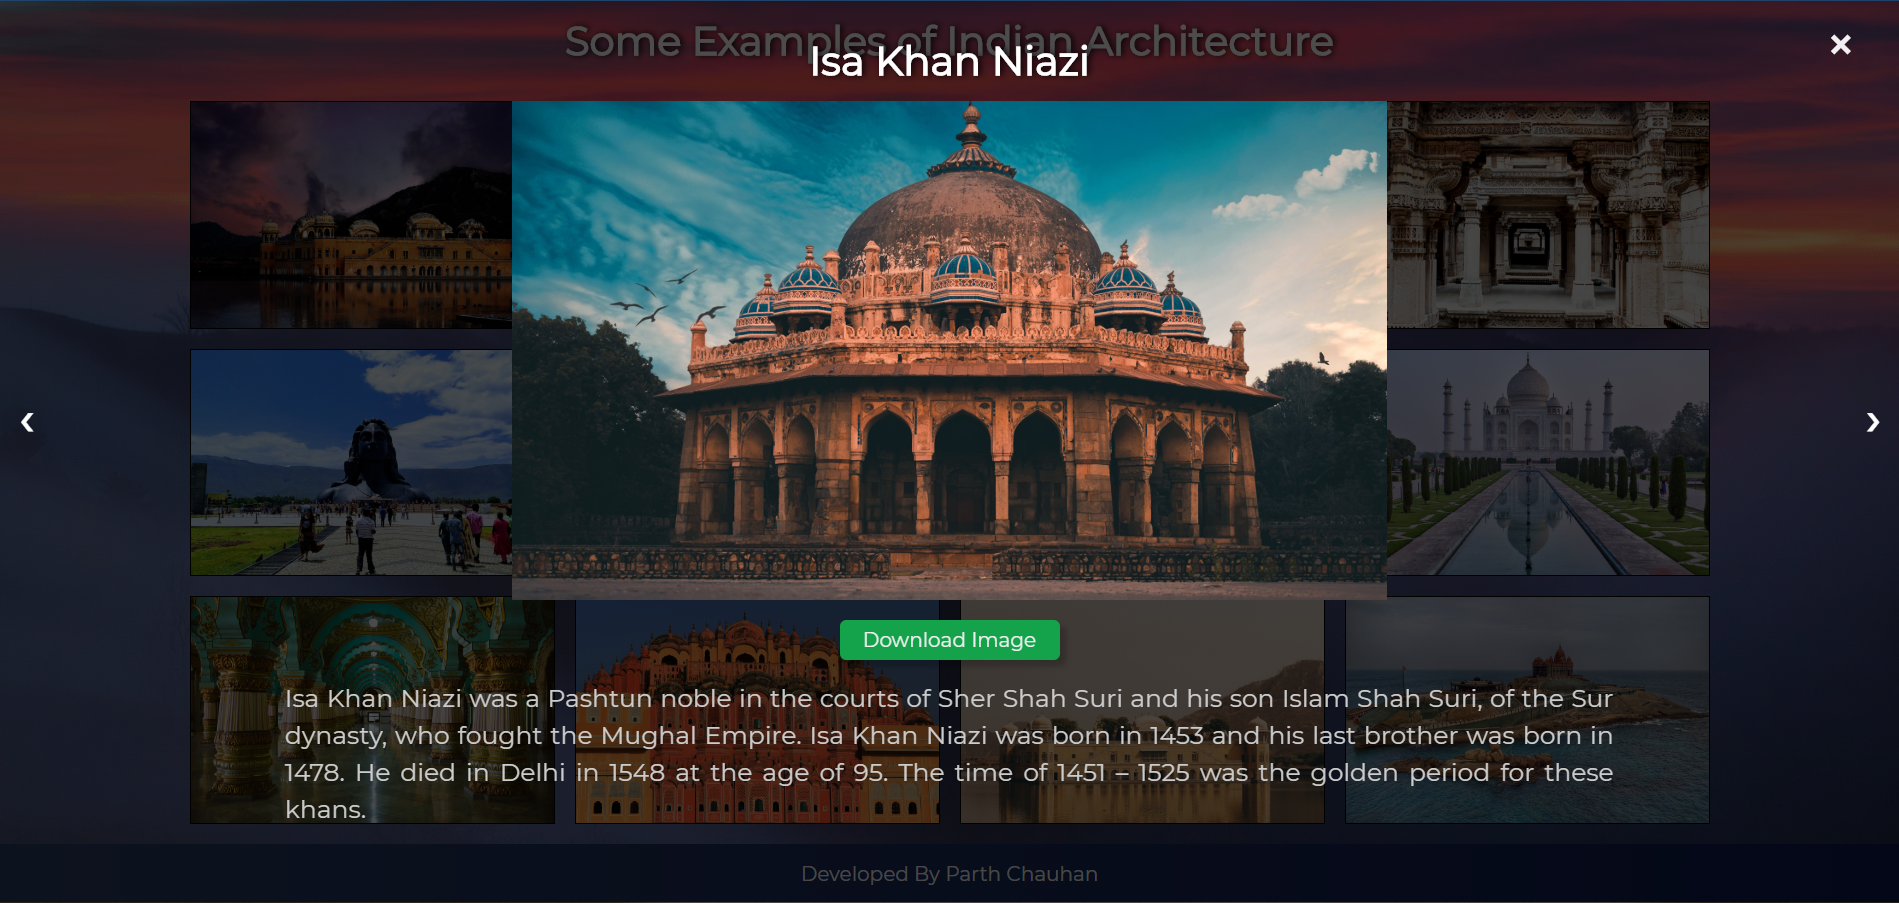 Some Examples of Indian Architecture
Isa Khan Niazi
×
‹
›
Download Image
Isa Khan Niazi was a Pashtun noble in the courts of Sher Shah Suri and his son Islam Shah Suri, of the Sur
dynasty, who fought the Mughal Empire. Isa Khan Niazi was born in 1453 and his last brother was born in
1478. He died in Delhi in 1548 at the age of 95. The time of 1451 – 1525 was the golden period for these
khans.
Developed By Parth Chauhan